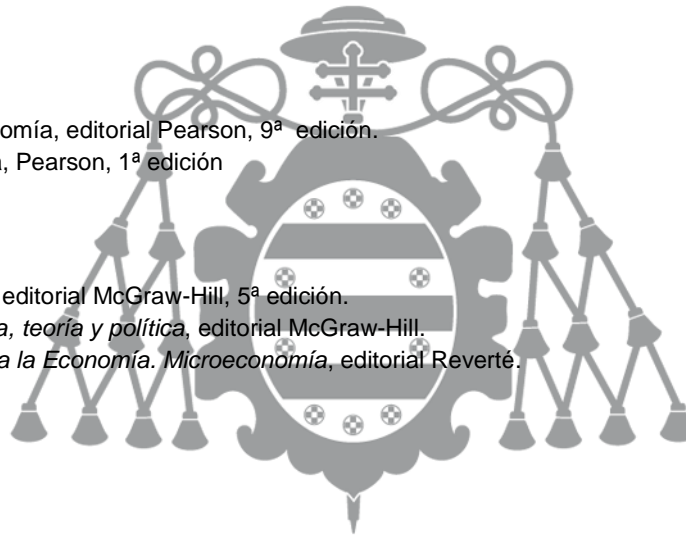 omía, editorial Pearson, 9ª edición.
a, Pearson, 1ª edición
editorial McGraw-Hill, 5ª edición.
a, teoría y política, editorial McGraw-Hill.
a la Economía. Microeconomía, editorial Reverté.